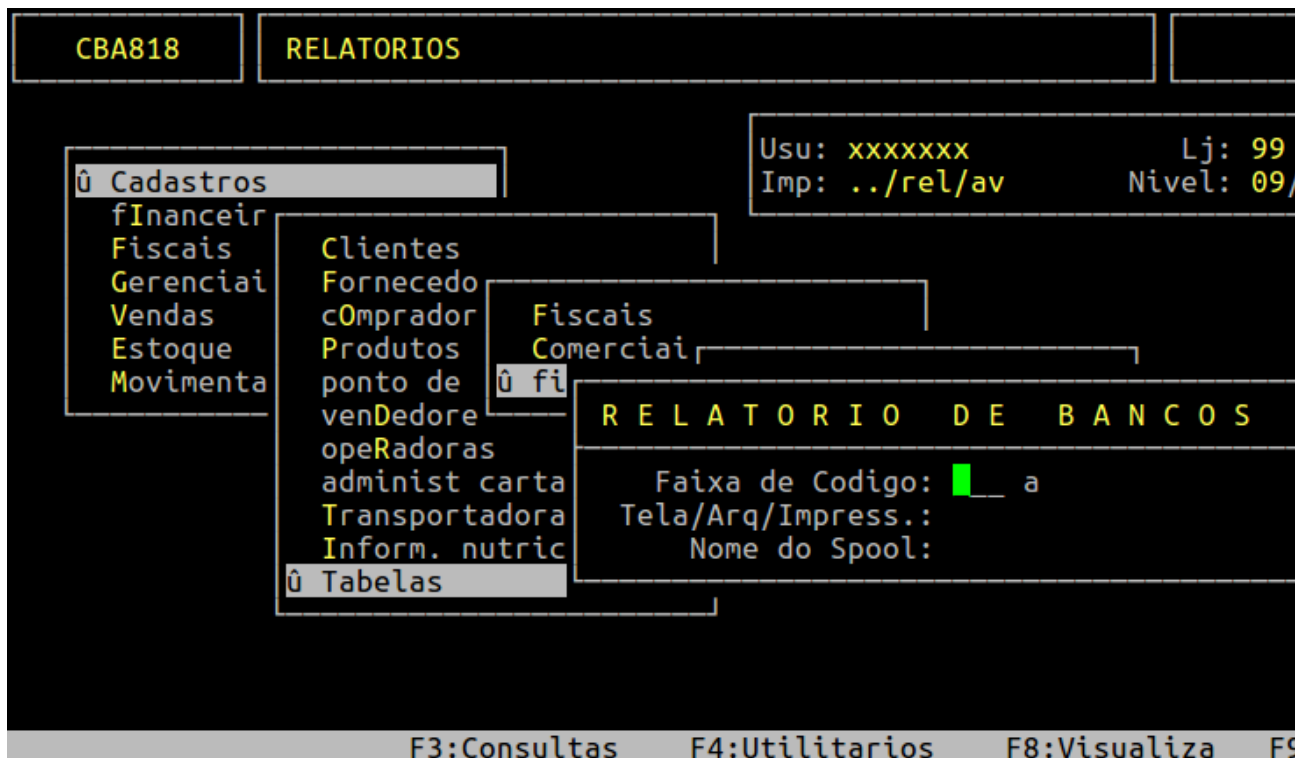 CBA818 RELATORIOS
Usu: xxxxxxx Lj: 99
Imp: ../rel/av Nivel: 09/
û Cadastros
fInanceir
Fiscais
Gerenciai
Vendas
Estoque
Movimenta
Clientes
Fornecedo
cOmprador
Produtos
ponto de
venDedore
opeRadoras
administ carta
Transportadora
Inform. nutric
û Tabelas
Fiscais
Comerciai
û fi
R E L A T O R I O D E B A N C O S
Faixa de Codigo: __ a
Tela/Arq/Impress.:
Nome do Spool:
F3:Consultas F4:Utilitarios F8:Visualiza F9